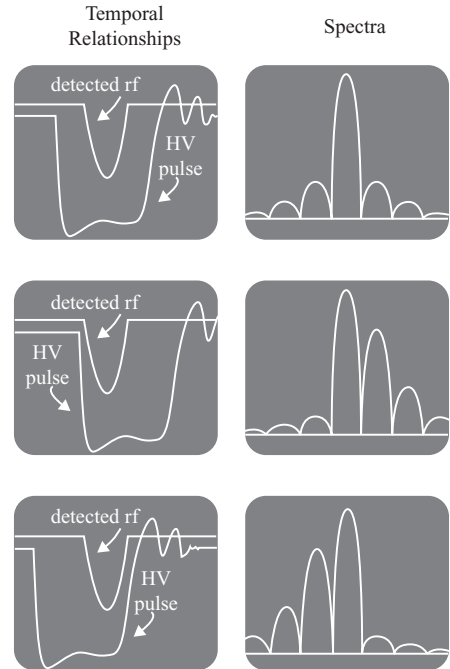 Temporal
Relationships
Spectra
detected rf
HV
pulse
detected rf
HV
pulse
detected rf
HV
pulse